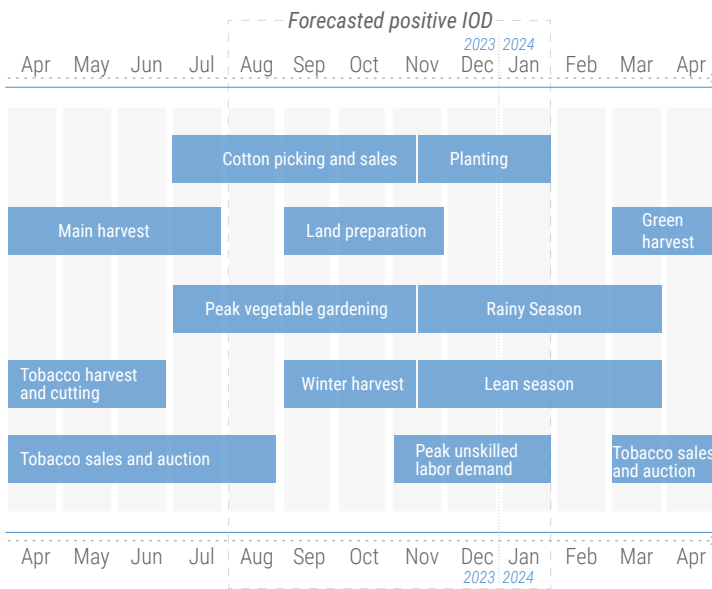 Forecasted positive IOD
2023 2024
Apr May Jun Jul Aug Sep Oct Nov Dec Jan Feb Mar Apr
Cotton picking and sales Planting
Main harvest Land preparation Green
harvest
Peak vegetable gardening Rainy Season
Tobacco harvest
and cutting
Winter harvest Lean season
Tobacco sales and auction
Peak unskilled
labor demand
Tobacco sales
and auction
Apr May Jun Jul Aug Sep Oct Nov Dec Jan Feb Mar Apr
2023 2024